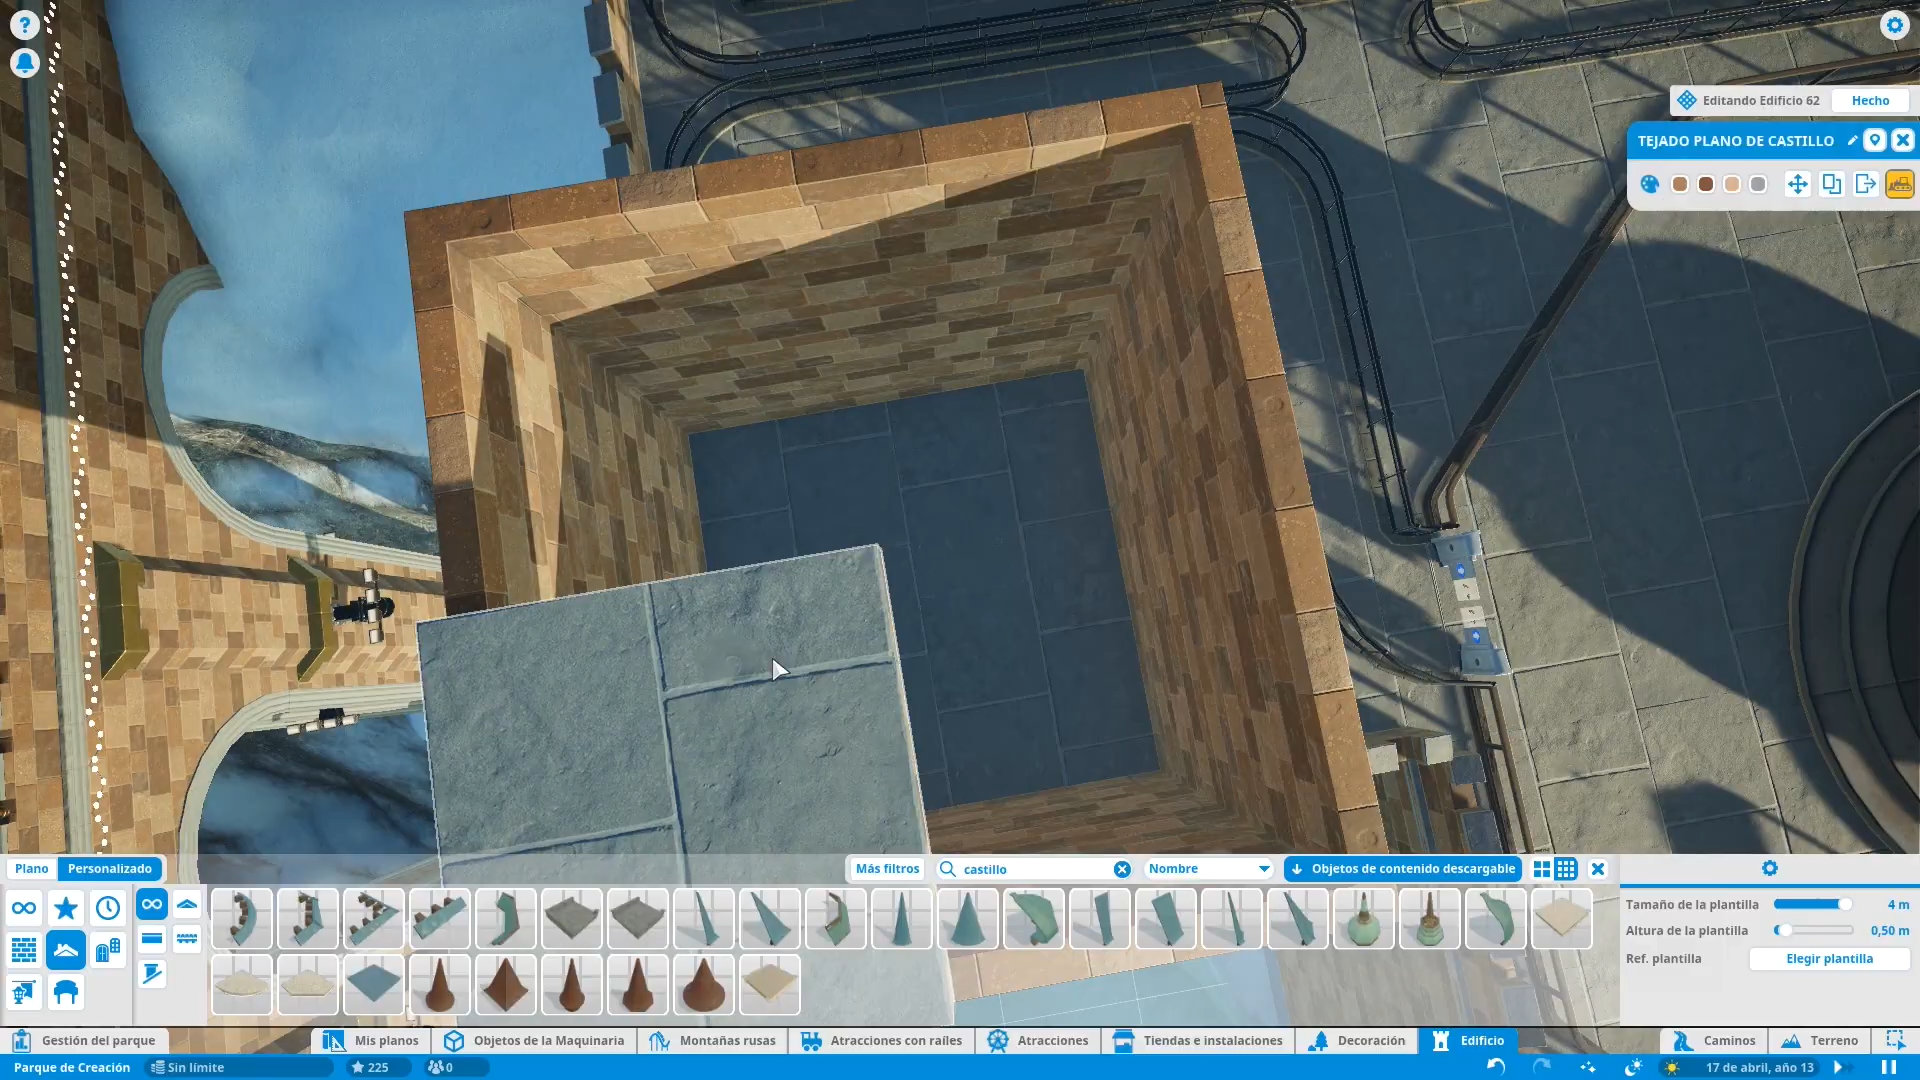 ?
Editando Edificio 62
Hecho
TEJADO PLANO DE CASTILLO
Plano
Personalizado
Más filtros
castillo
Nombre
Objetos de contenido descargable
Tamaño de la plantilla
4 m
Altura de la plantilla
0,50 m
Ref. plantilla
Elegir plantilla
Gestión del parque
Mis planos
Objetos de la Maquinaria
Montañas rusas
Atracciones con raíles
Atracciones
Tiendas e instalaciones
Decoración
Edificio
Caminos
Terreno
Parque de Creación
Sin límite
225
0
17 de abril, año 13